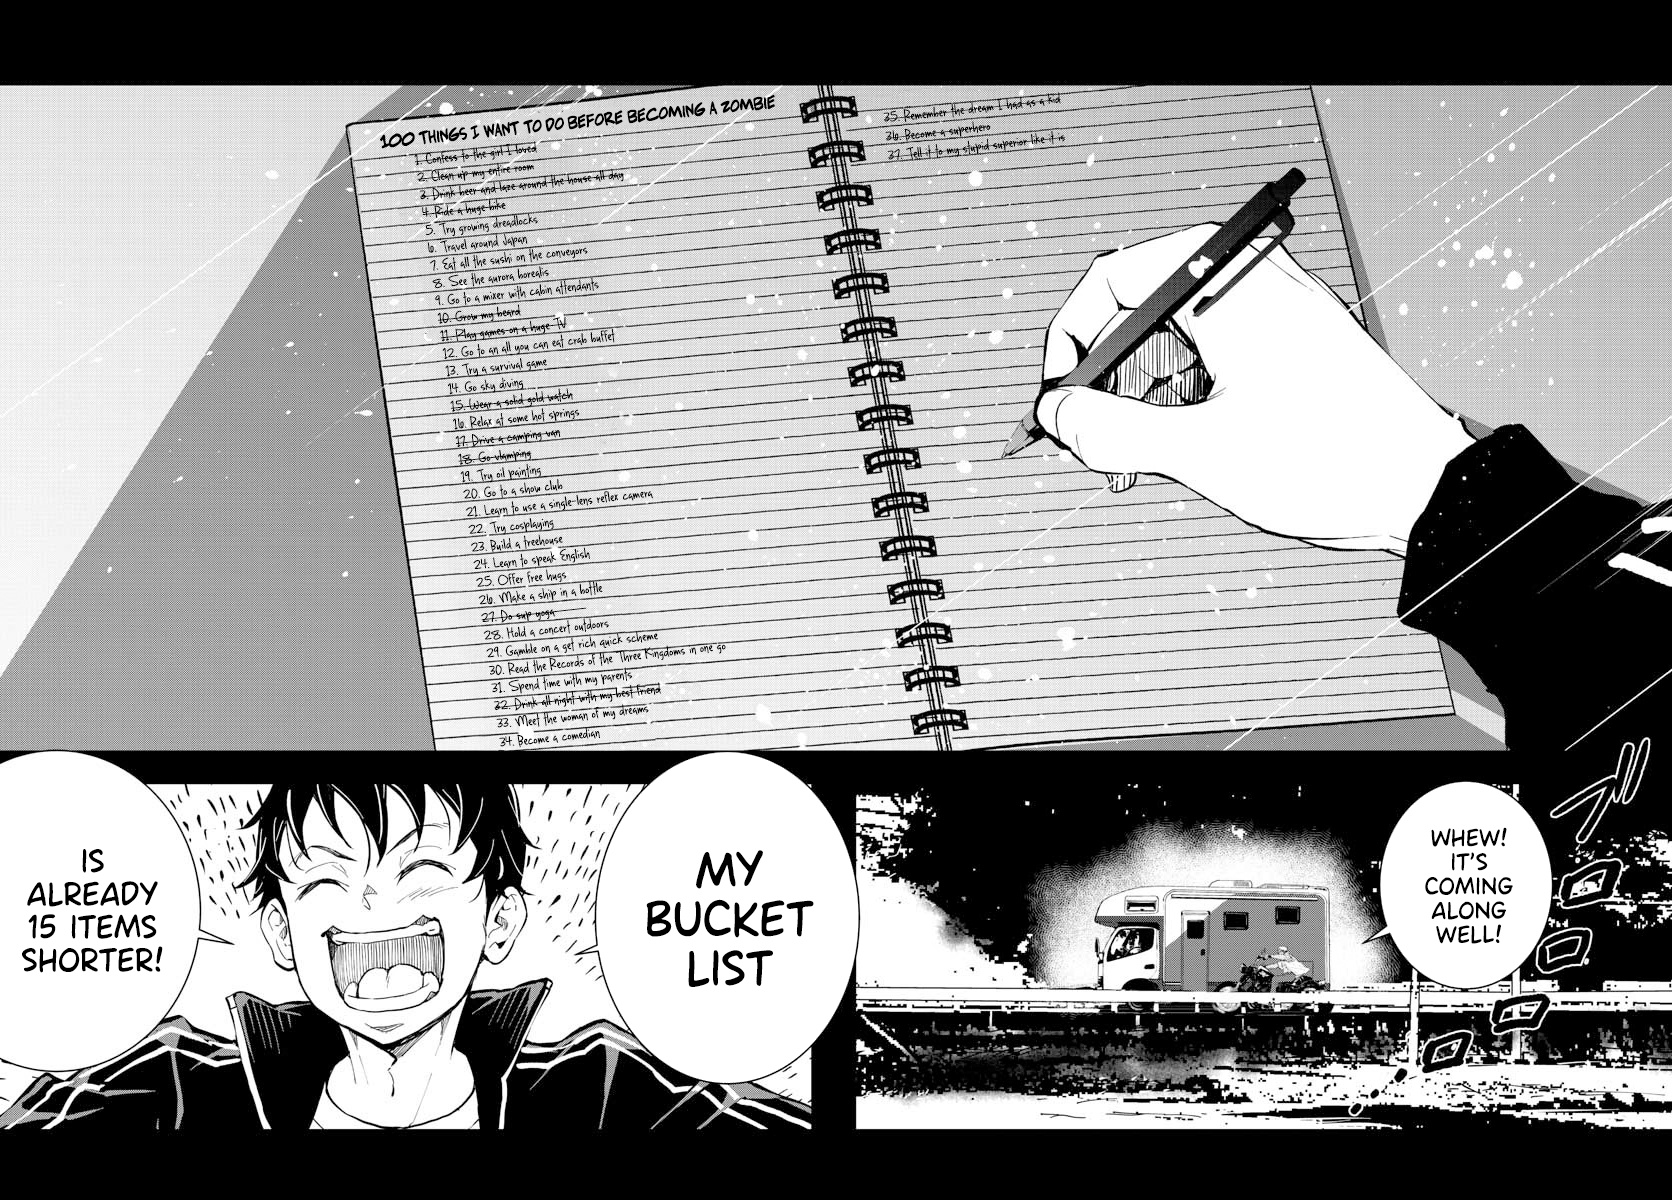 100 THINGS I WANT TO DO BEFORE BECOMING A ZOMBIE
1. Confess to the girl I loved
2. Clean up my entire room
3. Drink beer and laze around the house all day
4. Ride a huge bike
5. Try growing dreadlocks
6. Travel around Japan
7. Eat all the sushi on the conveyors
8. See the aurora borealis
9. Go to a mixer with cabin attendants
10. Grow my beard
11. Play games on a huge TV
12. Go to an all you can eat crab buffet
13. Try a survival game
14. Go sky diving
15. Wear a solid gold watch
16. Relax at some hot springs
17. Drive a camping van
18. Go vlamping
19. Try oil painting
20. Go to a show club
21. Learn to use a single-lens reflex camera
22. Try cosplaying
23. Build a treehouse
24. Learn to speak English
25. Offer free hugs
26. Make a ship in a bottle
27. Do sup yoga
28. Hold a concert outdoors
29. Gamble on a get rich quick scheme
30. Read the Records of the Three Kingdoms in one go
31. Spend time with my parents
32. Drink all night with my best friend
33. Meet the woman of my dreams
34. Become a comedian
35. Remember the dream I had as a kid
36. Become a superhero
37. Tell it to my stupid superior like it is
WHEW!
IT'S
COMING
ALONG
WELL!
ブロロロロ
MY
BUCKET
LIST
IS
ALREADY
15 ITEMS
SHORTER!